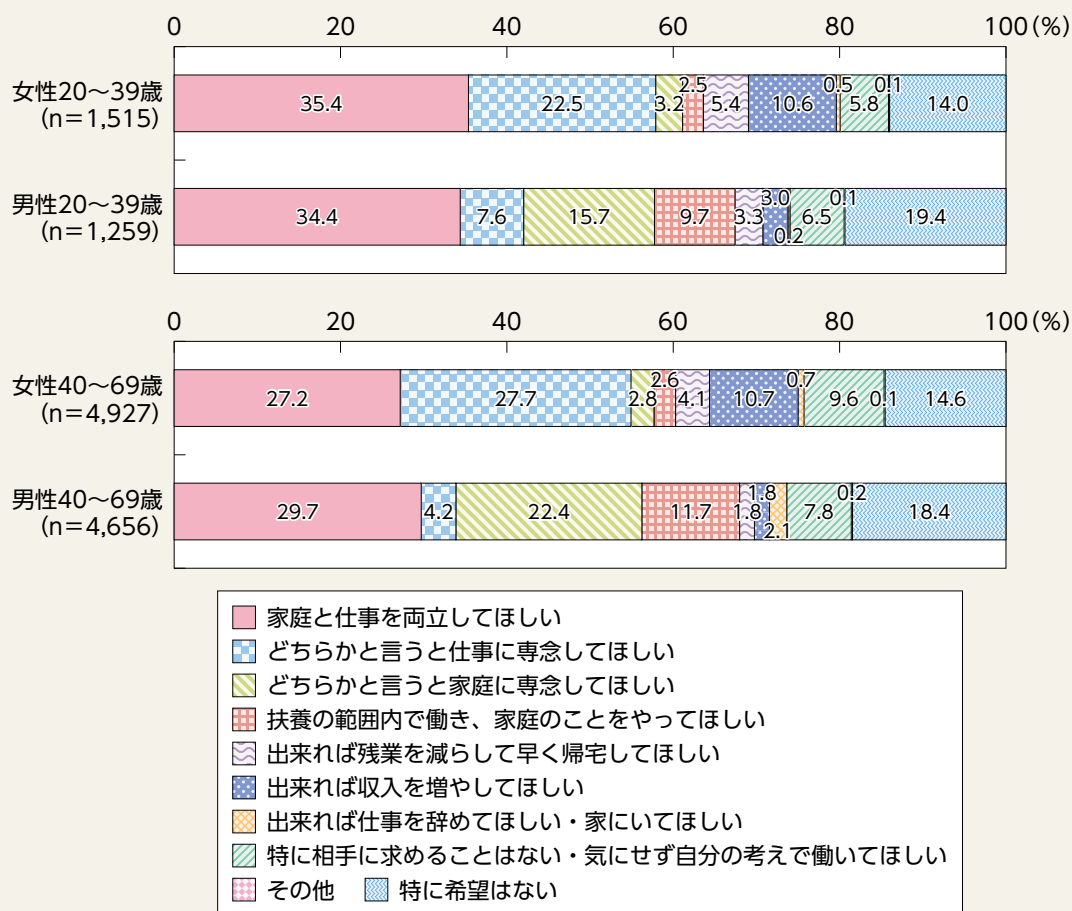 0 20 40 60 80 100(%)
女性20～39歳
(n＝1,515)
35.4 22.5 3.2 2.5 5.4 10.6 0.5 5.8 0.1 14.0
男性20～39歳
(n＝1,259)
34.4 7.6 15.7 9.7 3.3 3.0 0.2 6.5 0.1 19.4
0 20 40 60 80 100(%)
女性40～69歳
(n＝4,927)
27.2 27.7 2.8 2.6 4.1 10.7 0.7 9.6 0.1 14.6
男性40～69歳
(n＝4,656)
29.7 4.2 22.4 11.7 1.8 1.8 2.1 7.8 0.2 18.4
家庭と仕事を両立してほしい
どちらかと言うと仕事に専念してほしい
どちらかと言うと家庭に専念してほしい
扶養の範囲内で働き、家庭のことをやってほしい
出来れば残業を減らして早く帰宅してほしい
出来れば収入を増やしてほしい
出来れば仕事を辞めてほしい・家にいてほしい
特に相手に求めることはない・気にせず自分の考えで働いてほしい
その他 特に希望はない